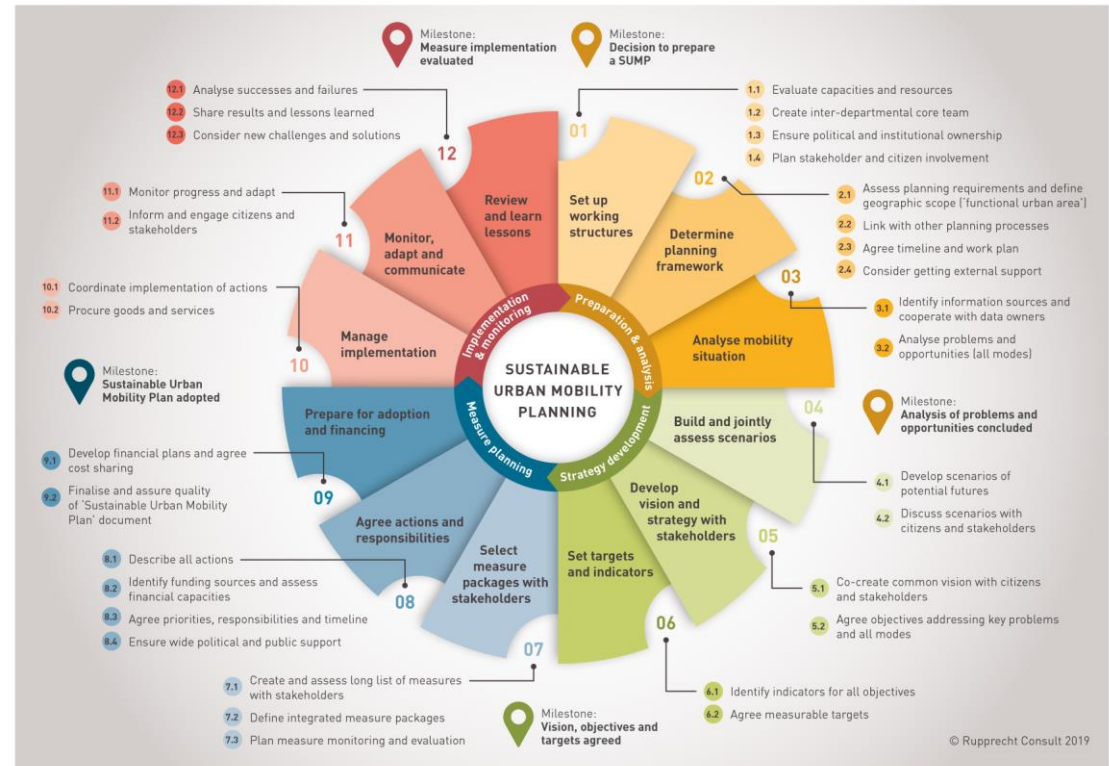 Milestone:
Measure implementation
evaluated
Milestone:
Decision to prepare
a SUMP
12.1 Analyse successes and failures
12.2 Share results and lessons learned
12.3 Consider new challenges and solutions
1.1 Evaluate capacities and resources
1.2 Create inter-departmental core team
1.3 Ensure political and institutional ownership
1.4 Plan stakeholder and citizen involvement
11.1 Monitor progress and adapt
11.2 Inform and engage citizens and
stakeholders
2.1 Assess planning requirements and define
geographic scope ('functional urban area')
2.2 Link with other planning processes
2.3 Agree timeline and work plan
2.4 Consider getting external support
10.1 Coordinate implementation of actions
10.2 Procure goods and services
3.1 Identify information sources and
cooperate with data owners
3.2 Analyse problems and
opportunities (all modes)
Milestone:
Sustainable Urban
Mobility Plan adopted
Milestone:
Analysis of problems and
opportunities concluded
01
Set up
working
structures
02
Determine
planning
framework
03
Analyse mobility
situation
04
Build and jointly
assess scenarios
05
Develop
vision and
strategy with
stakeholders
06
Set targets
and indicators
07
Select
measure
packages with
stakeholders
08
Agree actions and
responsibilities
09
Prepare for adoption
and financing
10
Manage
implementation
11
Monitor,
adapt and
communicate
12
Review
and learn
lessons
Preparation & analysis
Strategy development
Measure planning
Implementation
& monitoring
SUSTAINABLE
URBAN MOBILITY
PLANNING
9.1 Develop financial plans and agree
cost sharing
9.2 Finalise and assure quality
of 'Sustainable Urban Mobility
Plan' document
4.1 Develop scenarios of
potential futures
4.2 Discuss scenarios with
citizens and stakeholders
8.1 Describe all actions
8.2 Identify funding sources and assess
financial capacities
8.3 Agree priorities, responsibilities and timeline
8.4 Ensure wide political and public support
5.1 Co-create common vision with citizens
and stakeholders
5.2 Agree objectives addressing key problems
and all modes
7.1 Create and assess long list of measures
with stakeholders
7.2 Define integrated measure packages
7.3 Plan measure monitoring and evaluation
Milestone:
Vision, objectives and
targets agreed
6.1 Identify indicators for all objectives
6.2 Agree measurable targets
© Rupprecht Consult 2019